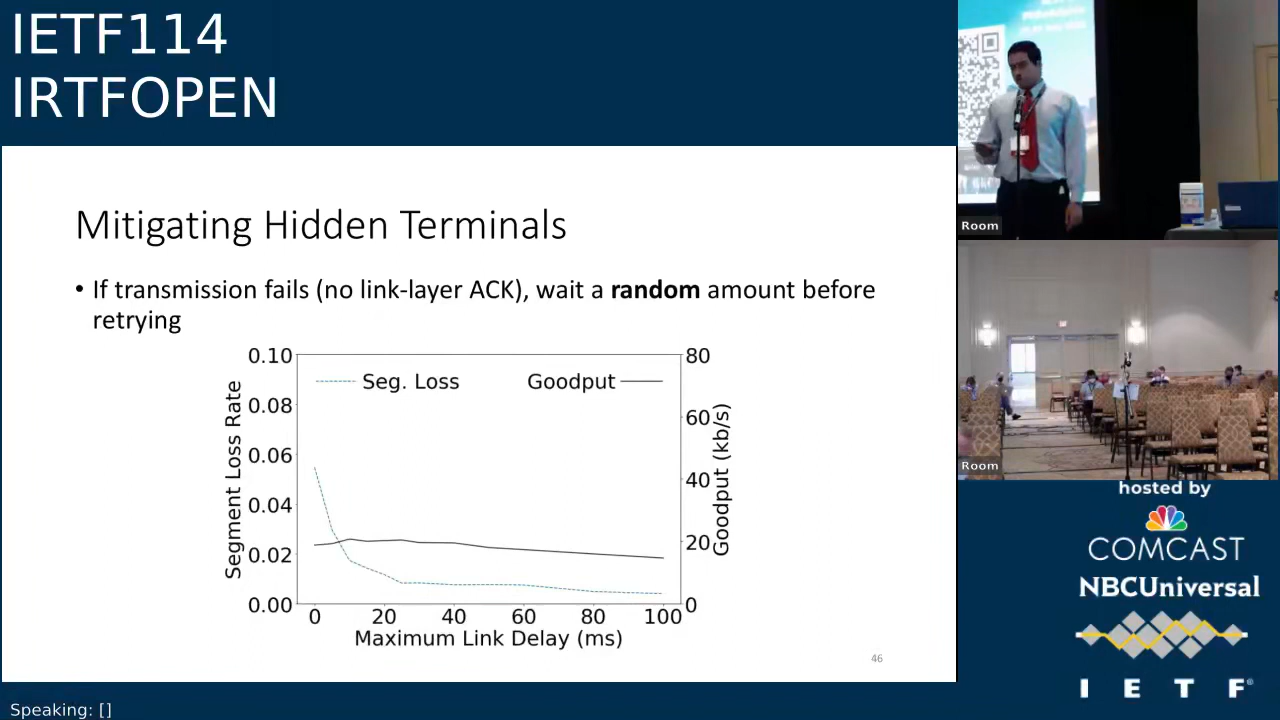 IETF114
IRTFOPEN
Mitigating Hidden Terminals
• If transmission fails (no link-layer ACK), wait a random amount before
retrying
0.10
0.08
0.06
0.04
0.02
0.00
Segment Loss Rate
Seg. Loss
Goodput
80
60
40
20
0
Goodput (kb/s)
0 20 40 60 80 100
Maximum Link Delay (ms)
46
Room
Room
hosted by
COMCAST
NBCUniversal
I E T F®
Speaking: []